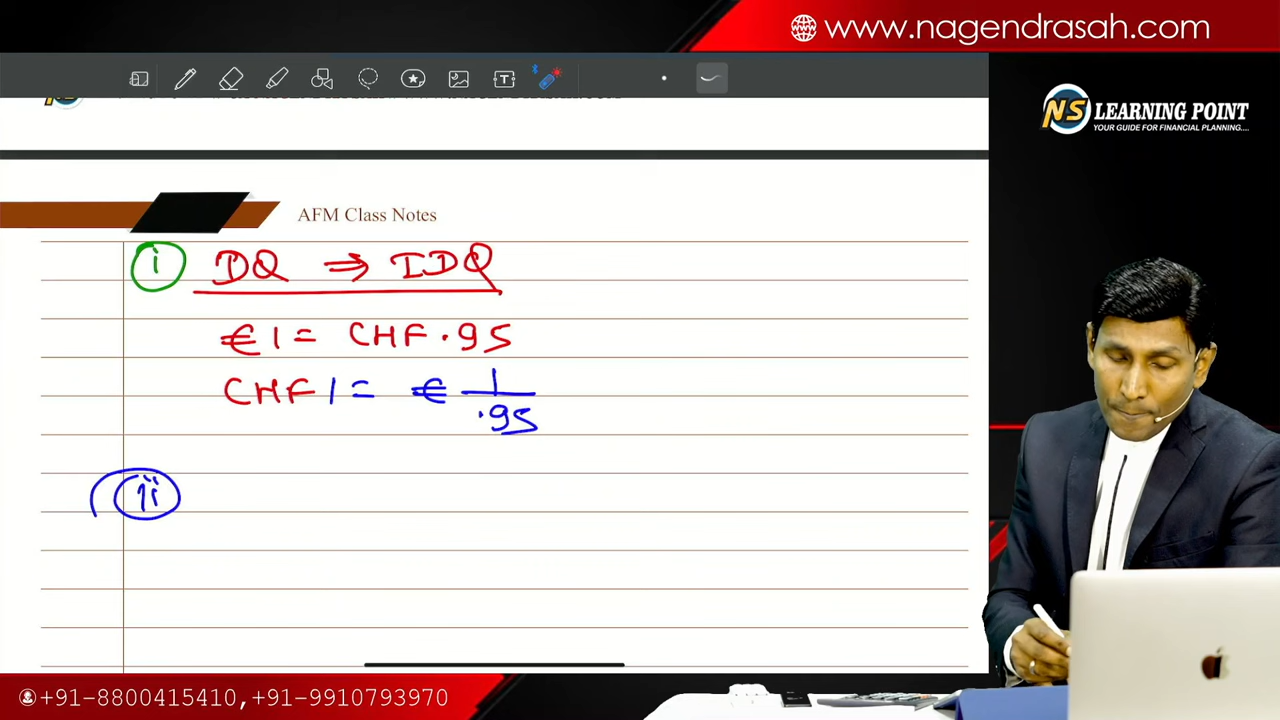 www.nagendrasah.com
NS LEARNING POINT
YOUR GUIDE FOR FINANCIAL PLANNING....
AFM Class Notes
i DQ ⇒ IDQ
€ 1 = CHF .95
CHF 1 = € 1/.95
ii
+91-8800415410,+91-9910793970